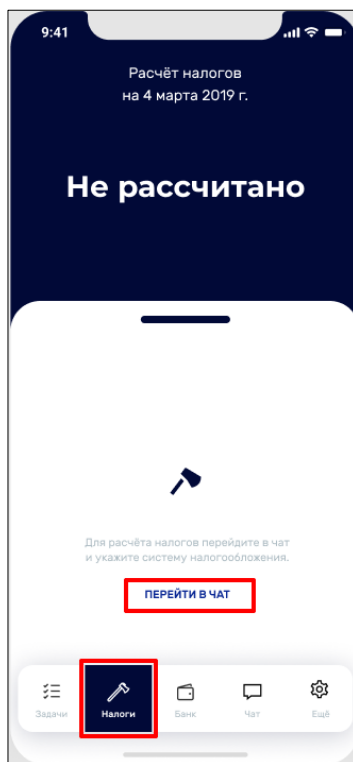 9:41
Расчёт налогов
на 4 марта 2019 г.
Не рассчитано
Для расчёта налогов перейдите в чат
и укажите систему налогообложения.
ПЕРЕЙТИ В ЧАТ
Задачи Налоги Банк Чат Ещё